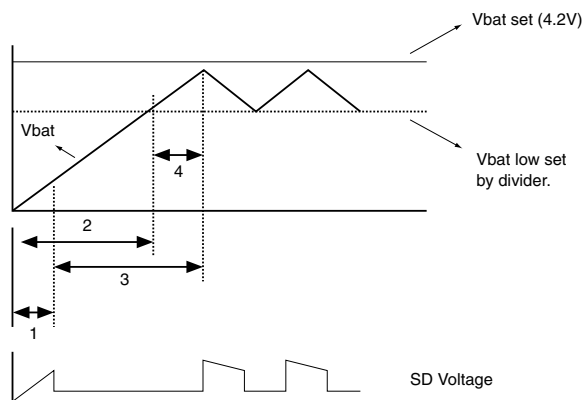 Vbat set (4.2V)
Vbat
4
Vbat low set
by divider.
2
3
1
SD Voltage